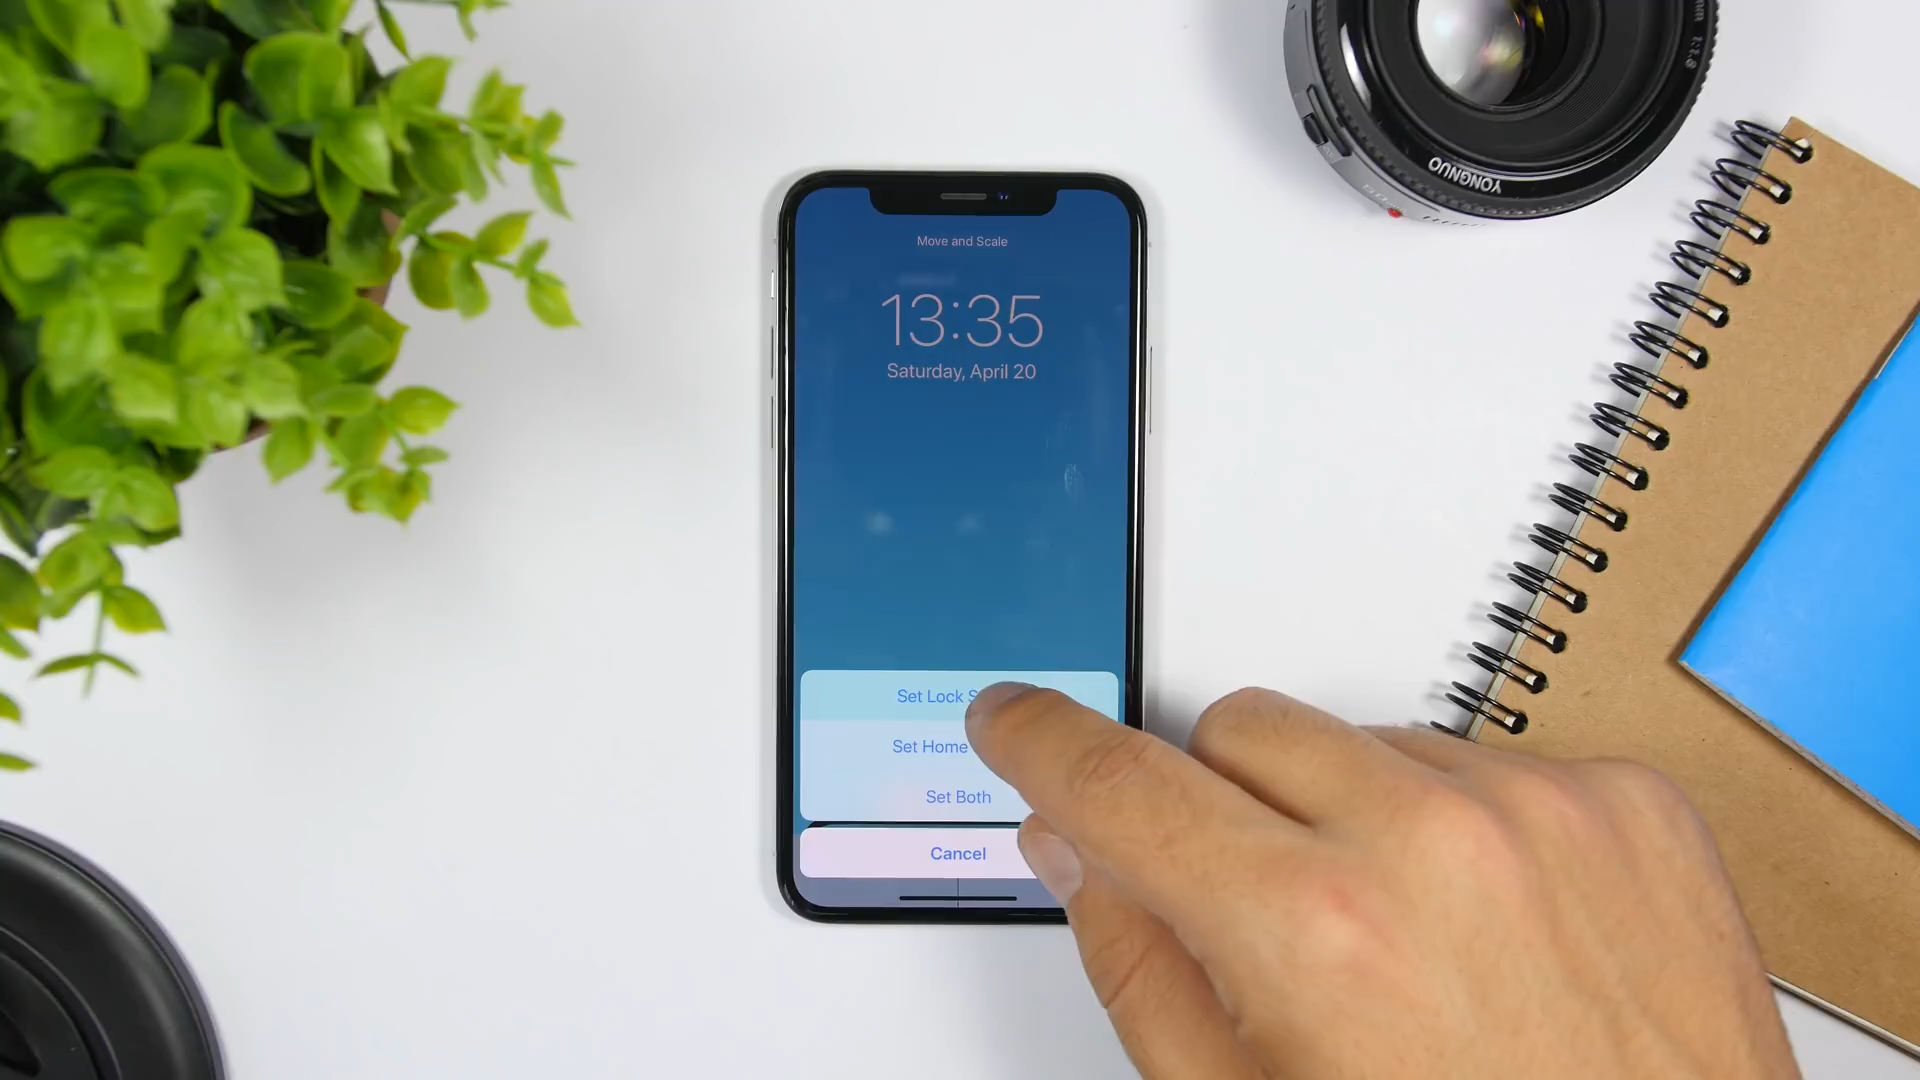 Move and Scale
13:35
Saturday, April 20
Set Lock
Set Home
Set Both
Cancel
YONGNUO